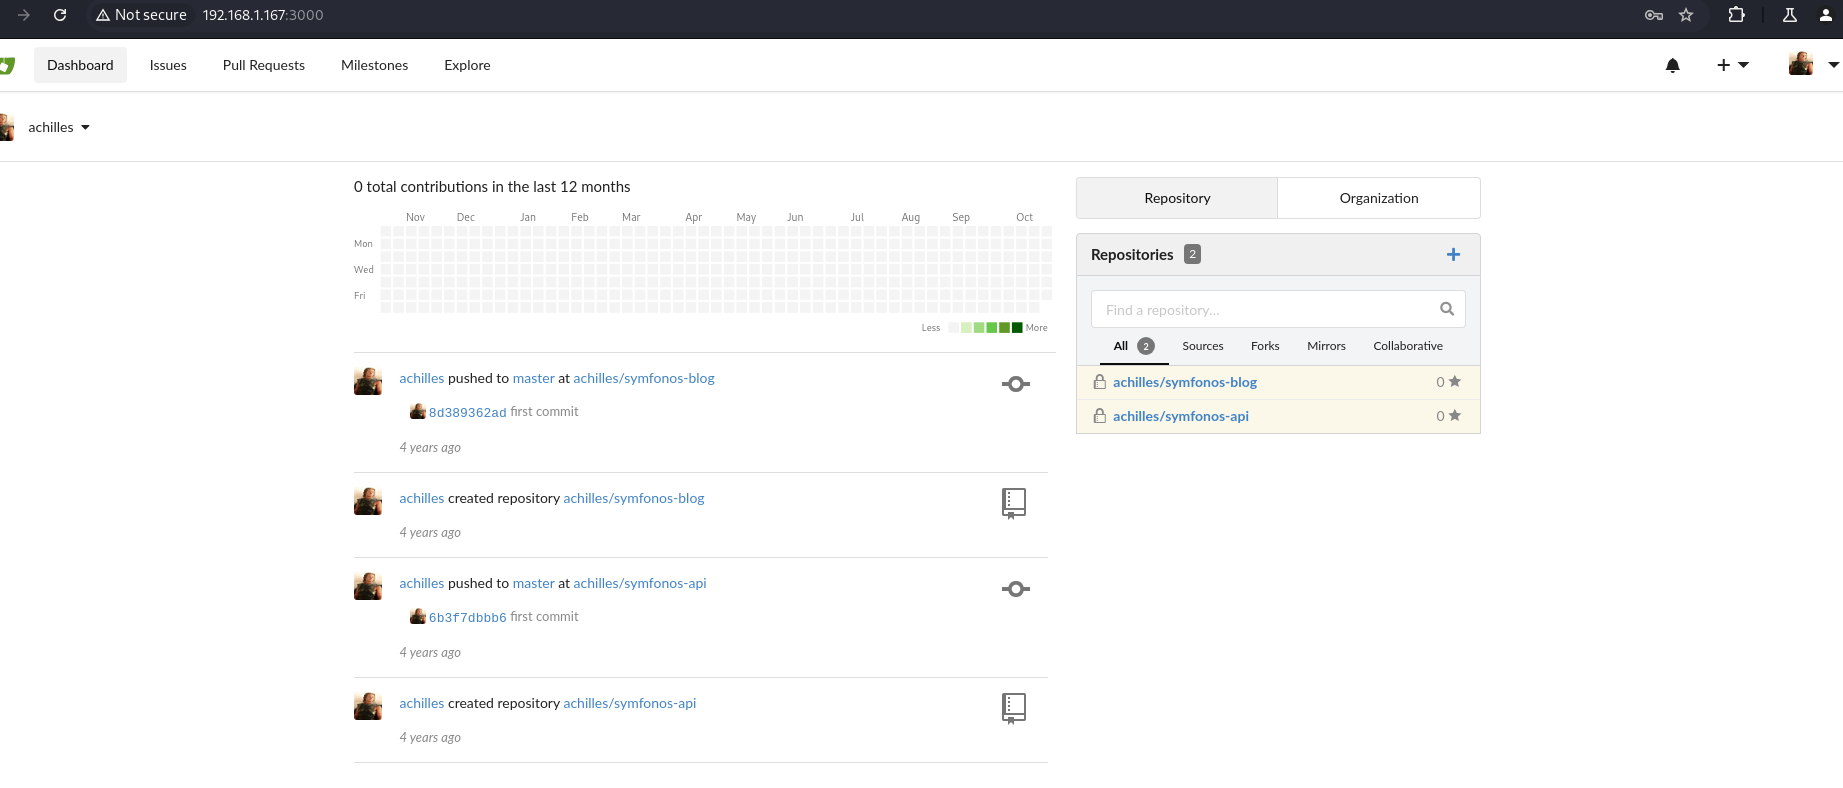 Not secure 192.168.1.167:3000
Dashboard Issues Pull Requests Milestones Explore
achilles
0 total contributions in the last 12 months
Nov Dec Jan Feb Mar Apr May Jun Jul Aug Sep Oct
Mon
Wed
Fri
Less More
achilles pushed to master at achilles/symfonos-blog
8d389362ad first commit
4 years ago
achilles created repository achilles/symfonos-blog
4 years ago
achilles pushed to master at achilles/symfonos-api
6b3f7dbbb6 first commit
4 years ago
achilles created repository achilles/symfonos-api
4 years ago
Repository Organization
Repositories 2
Find a repository...
All 2 Sources Forks Mirrors Collaborative
achilles/symfonos-blog 0
achilles/symfonos-api 0